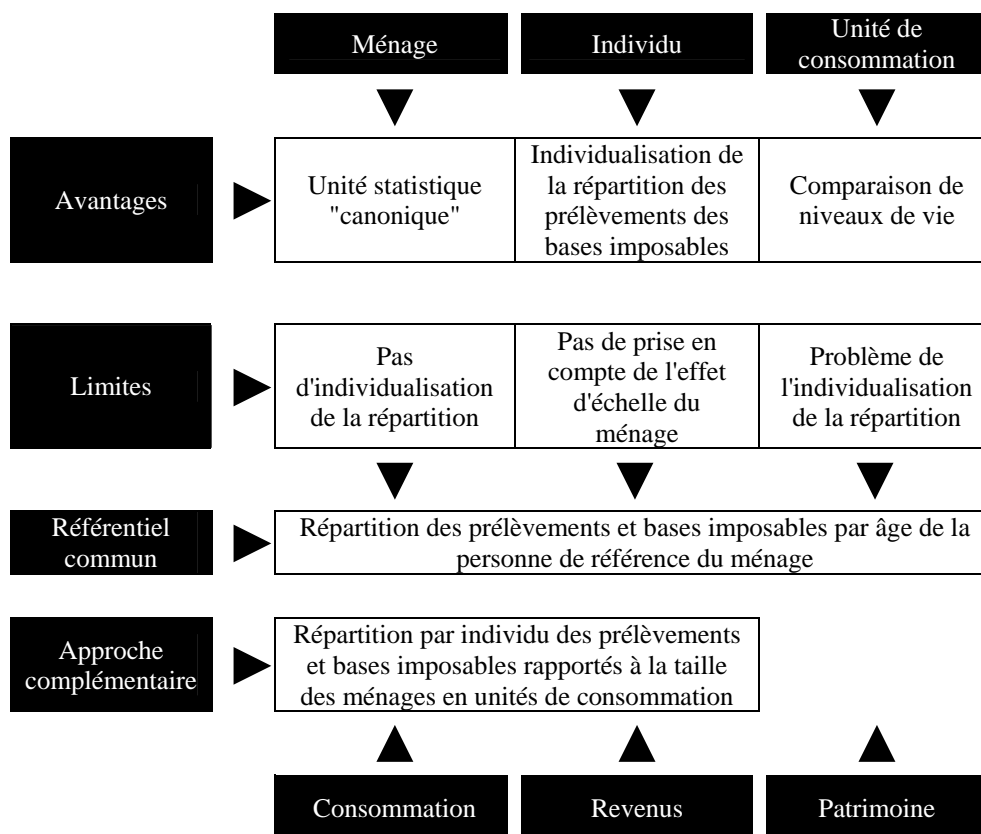 Ménage
Individu
Unité de
consommation
Avantages
Unité statistique
"canonique"
Individualisation de
la répartition des
prélèvements des
bases imposables
Comparaison de
niveaux de vie
Limites
Pas
d'individualisation
de la répartition
Pas de prise en
compte de l'effet
d'échelle du
ménage
Problème de
l'individualisation
de la répartition
Référentiel
commun
Répartition des prélèvements et bases imposables par âge de la
personne de référence du ménage
Approche
complémentaire
Répartition par individu des prélèvements
et bases imposables rapportés à la taille
des ménages en unités de consommation
Consommation
Revenus
Patrimoine